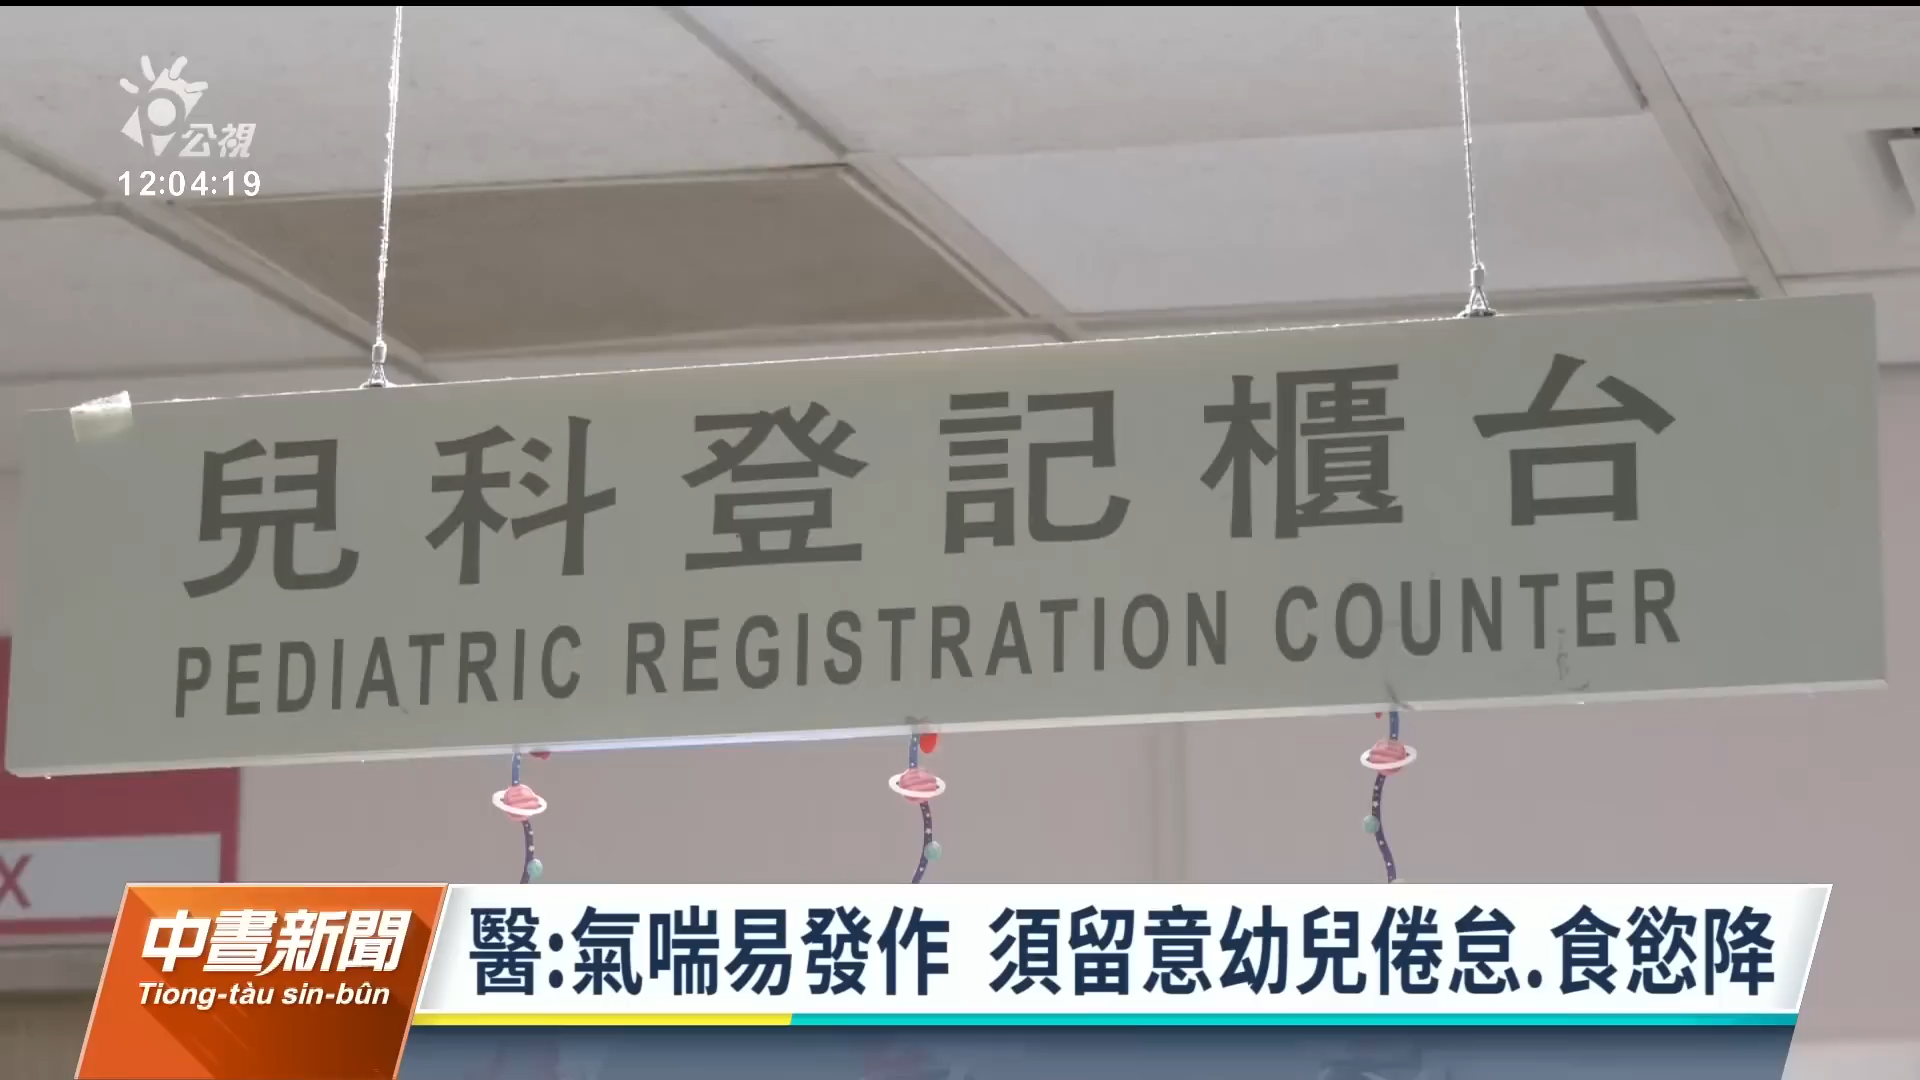 公視
12:04:19
兒科登記櫃台
PEDIATRIC REGISTRATION COUNTER
X
中晝新聞
Tiong-tàu sin-bûn
醫:氣喘易發作 須留意幼兒倦怠.食慾降